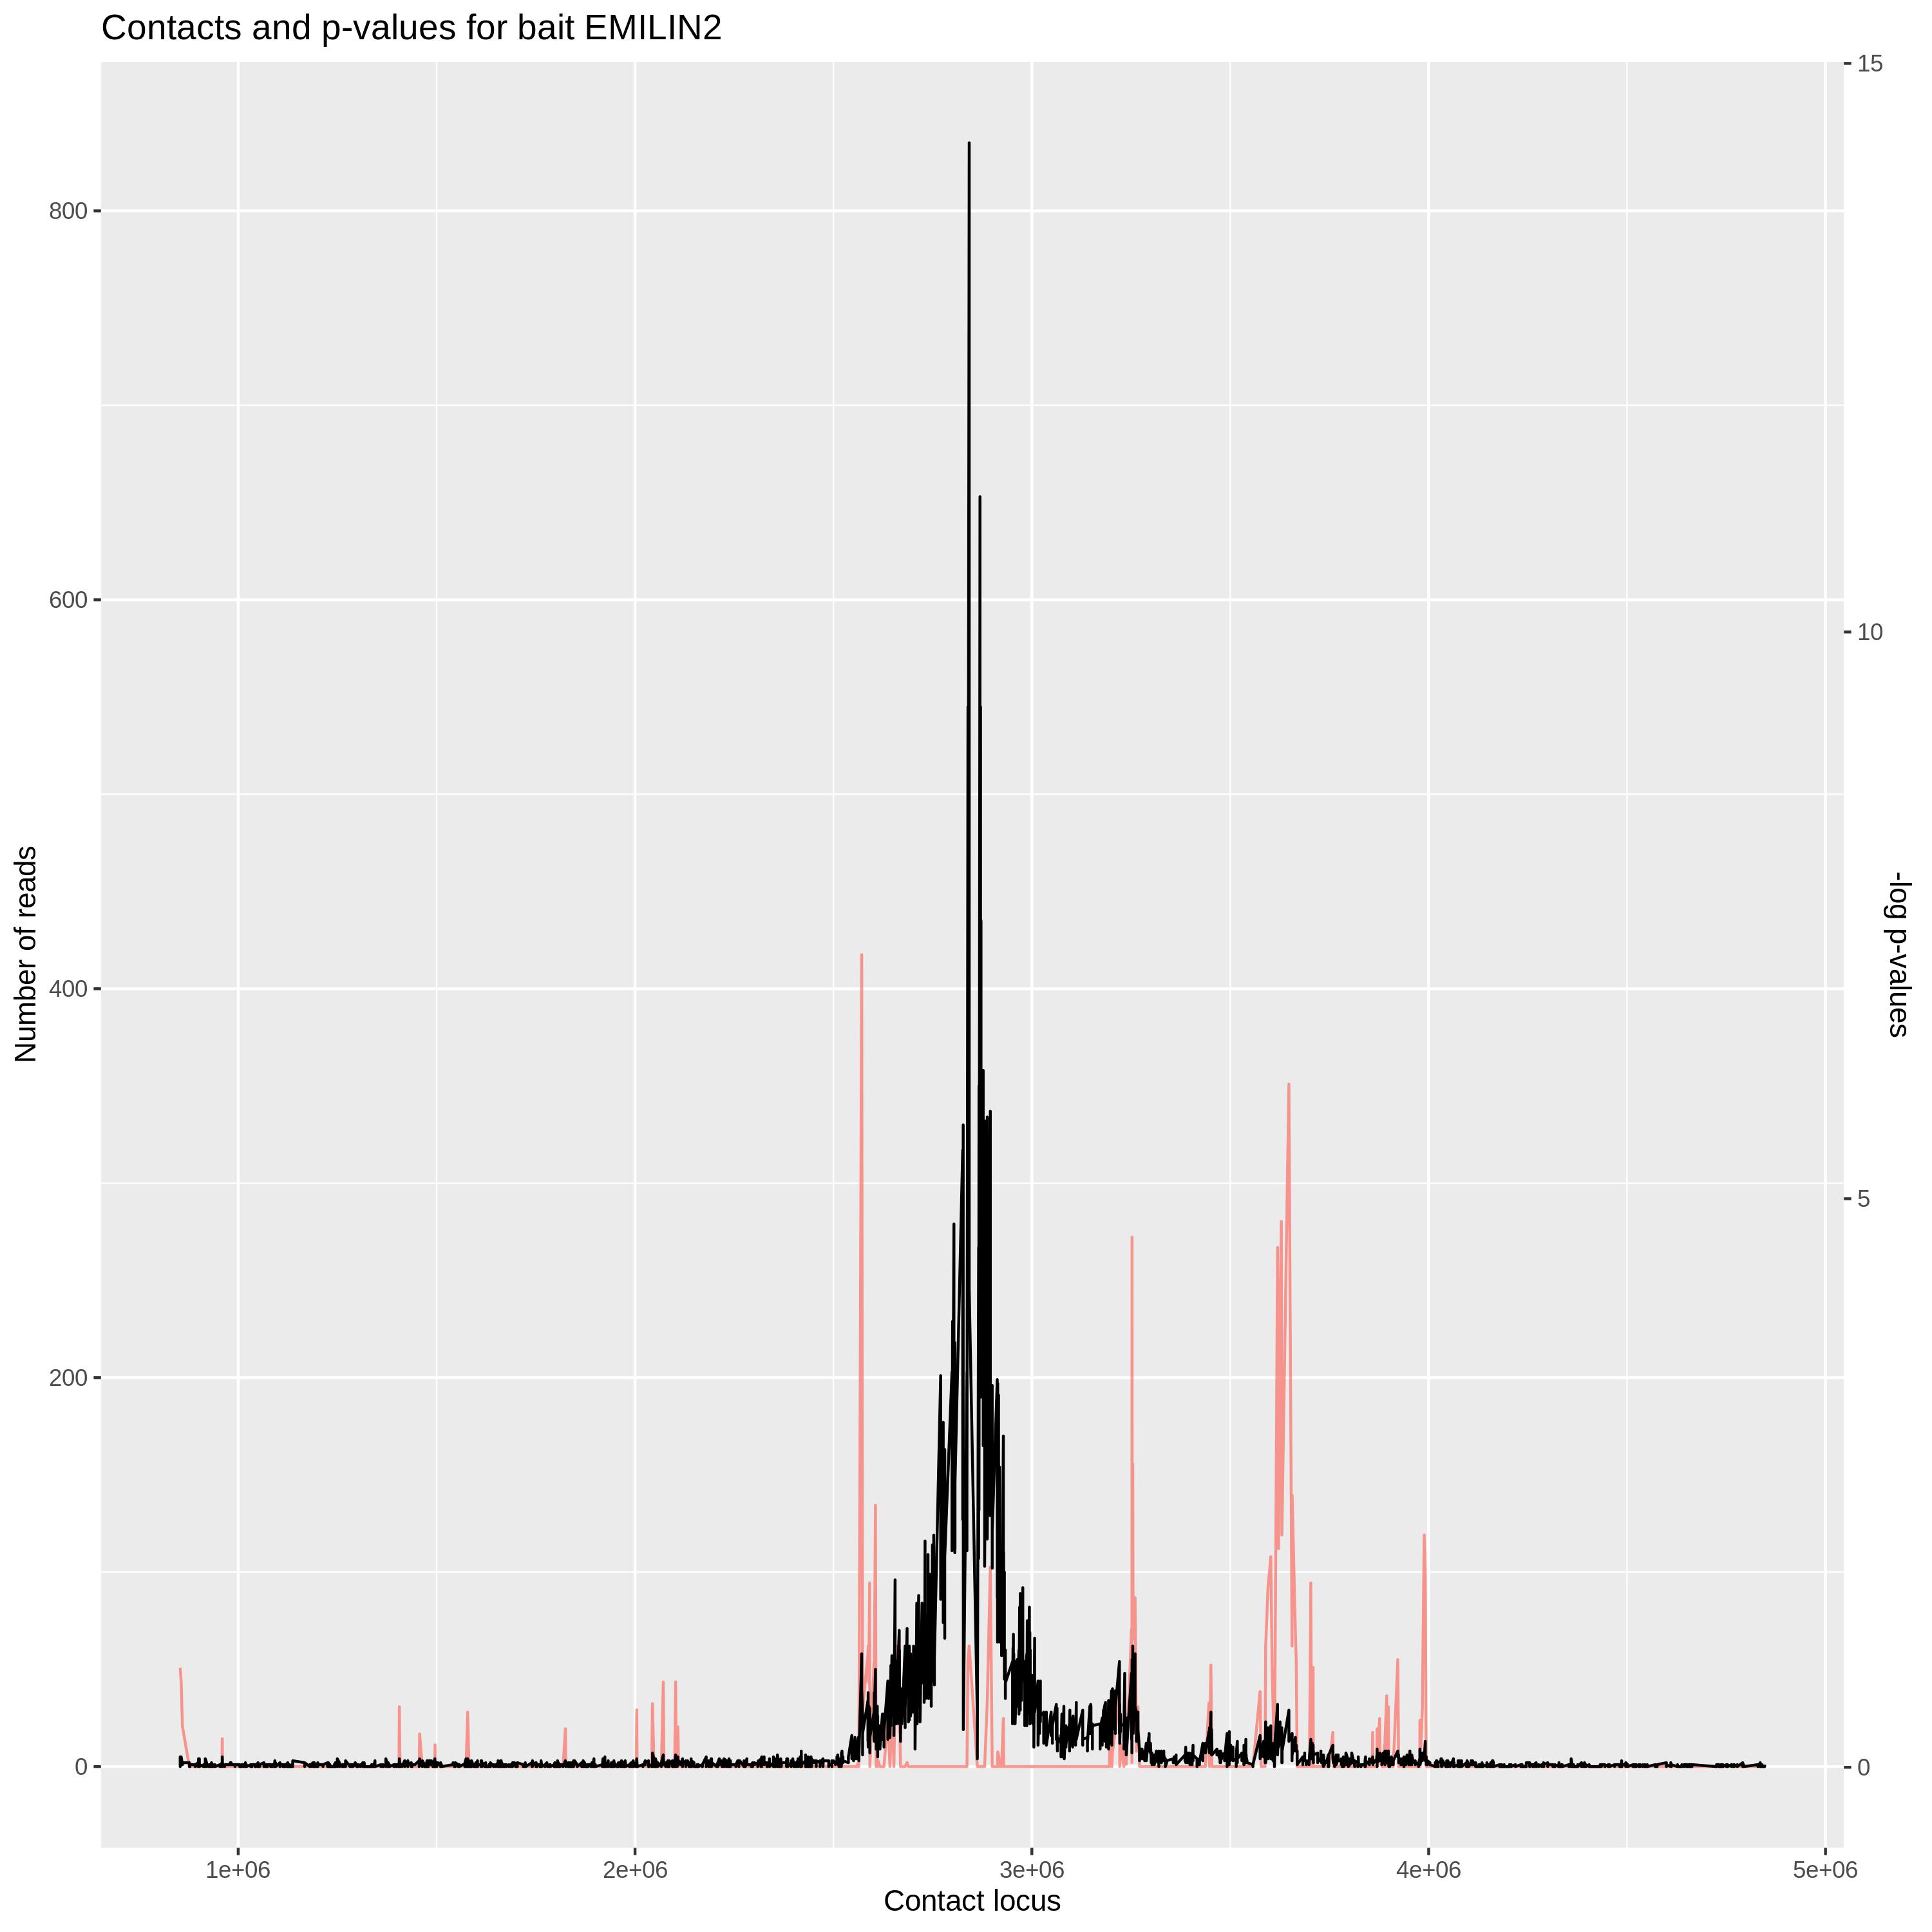 Contacts and p-values for bait EMILIN2
15
800
10
600
Number of reads
-log p-values
400
5
200
0
0
1e+06
2e+06
3e+06
4e+06
5e+06
Contact locus